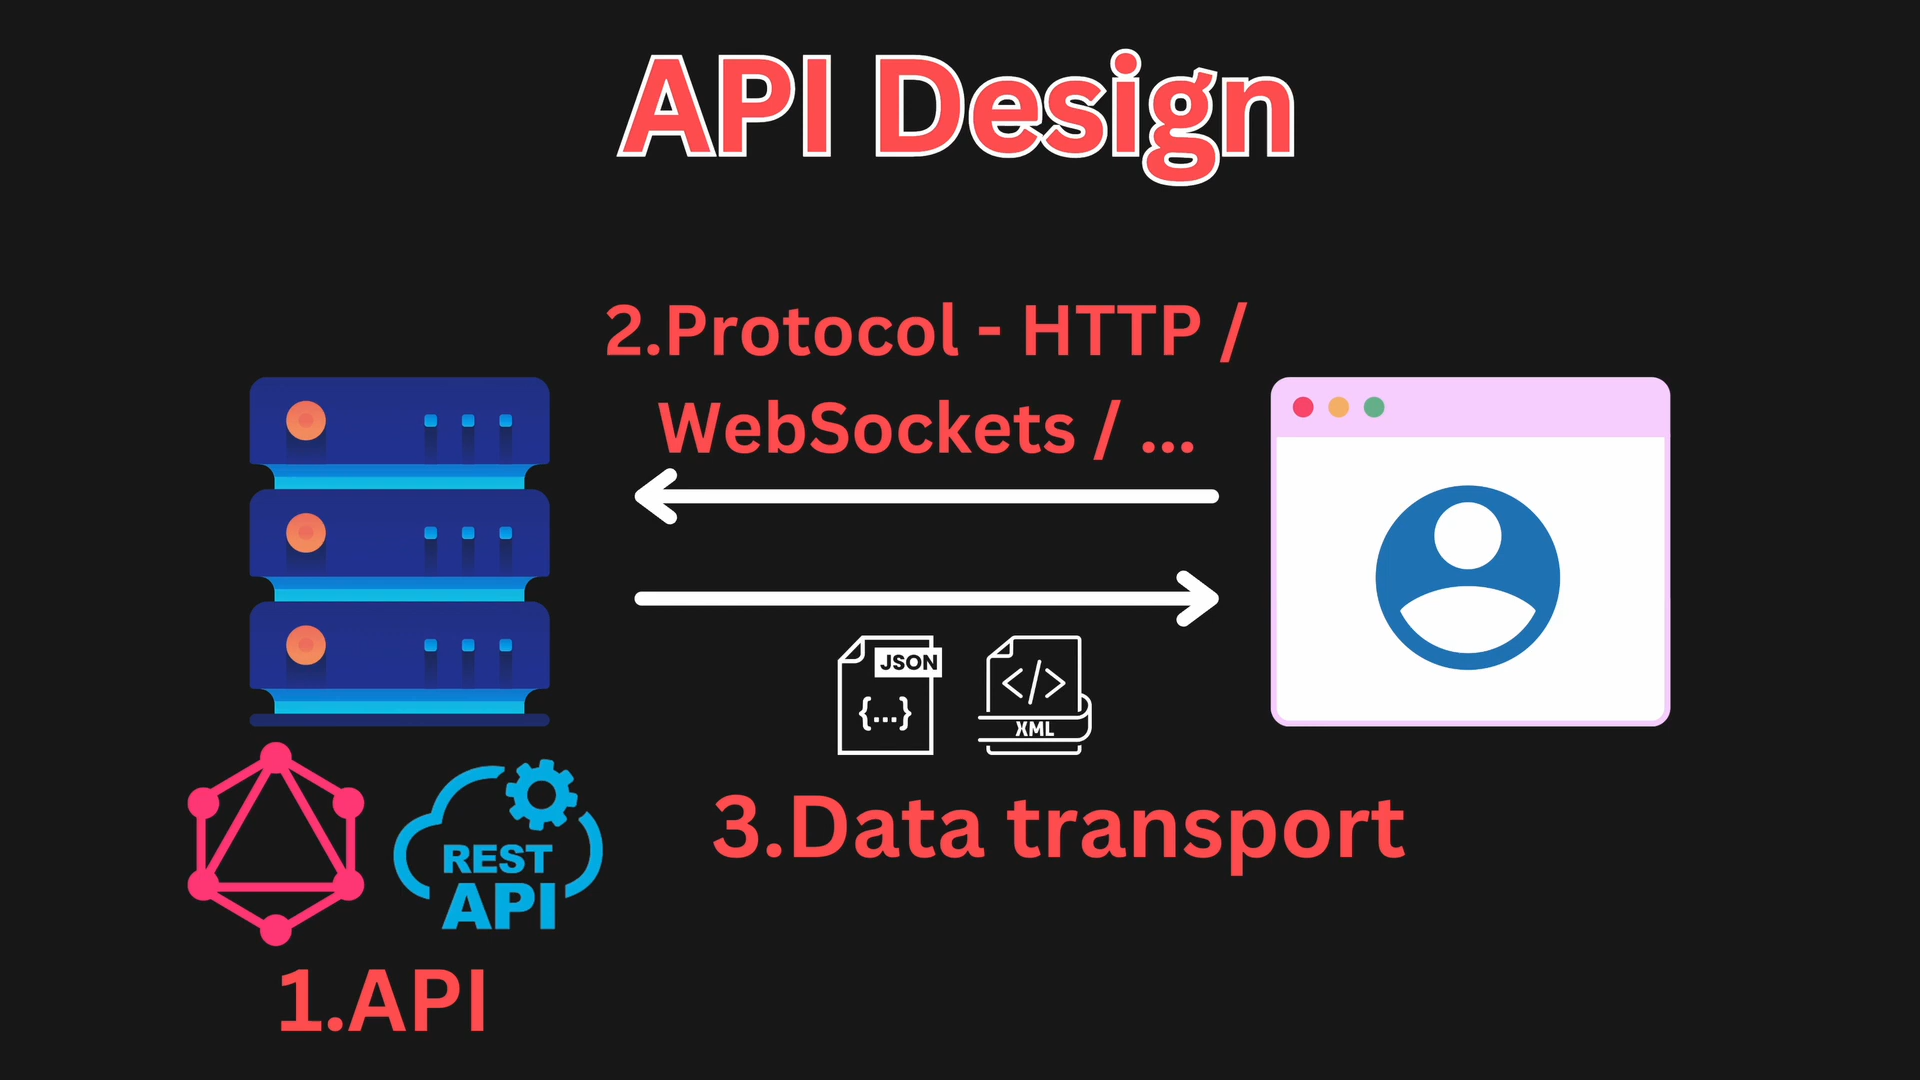 API Design
2.Protocol - HTTP /
WebSockets / ...
JSON
{...}
</>
XML
3.Data transport
REST
API
1.API